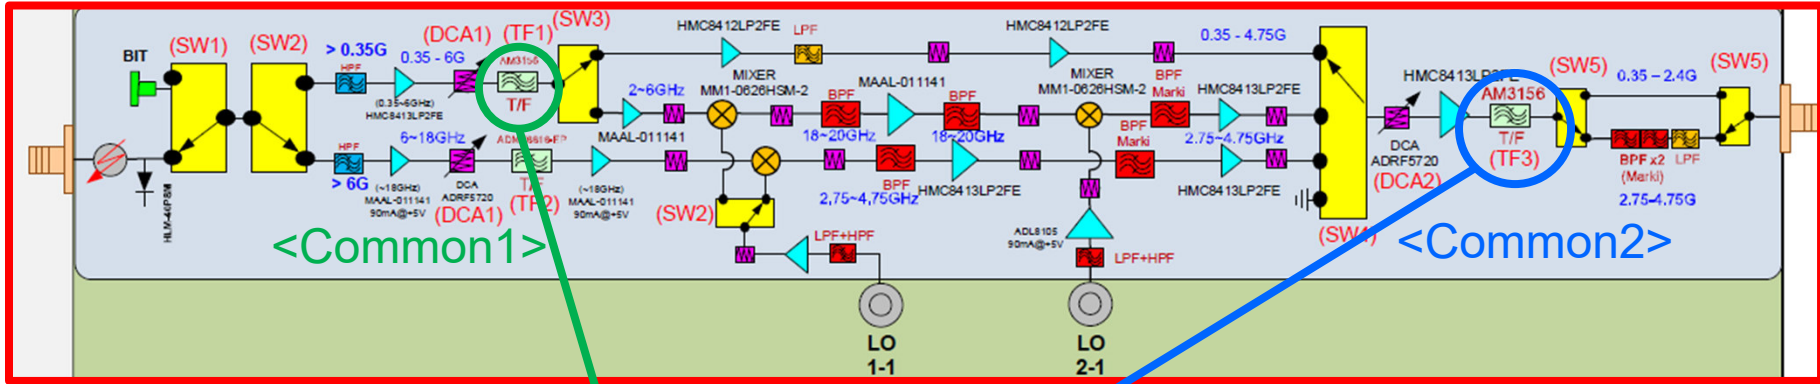 BIT
(SW1)
(SW2)
> 0.35G
HPF
0.35 - 6G
(0.35~6GHz)
HMC8413LP2FE
(DCA1)
(TF1)
AM3156
T/F
(SW3)
HMC8412LP2FE
LPF
HMC8412LP2FE
0.35 - 4.75G
2~6GHz
MAAL-011141
MIXER
MM1-0626HSM-2
BPF
18~20GHz
MAAL-011141
BPF
18~20GHz
MIXER
MM1-0626HSM-2
BPF
Marki
HMC8413LP2FE
2.75~4.75GHz
6~18GHz
HPF
> 6G
(~18GHz)
MAAL-011141
90mA@+5V
DCA
ADRF5720
(DCA1)
T/F
(TF2)
(~18GHz)
MAAL-011141
90mA@+5V
BPF
2.75~4.75GHz
HMC8413LP2FE
BPF
Marki
HMC8413LP2FE
(SW2)
LPF+HPF
ADL8105
90mA@+5V
LPF+HPF
(SW4)
DCA
ADRF5720
(DCA2)
HMC8413LP2FE
AM3156
T/F
(TF3)
(SW5)
0.35 – 2.4G
(SW5)
BPF x2
(Marki)
LPF
2.75-4.75G
<Common1>
<Common2>
LO
1-1
LO
2-1